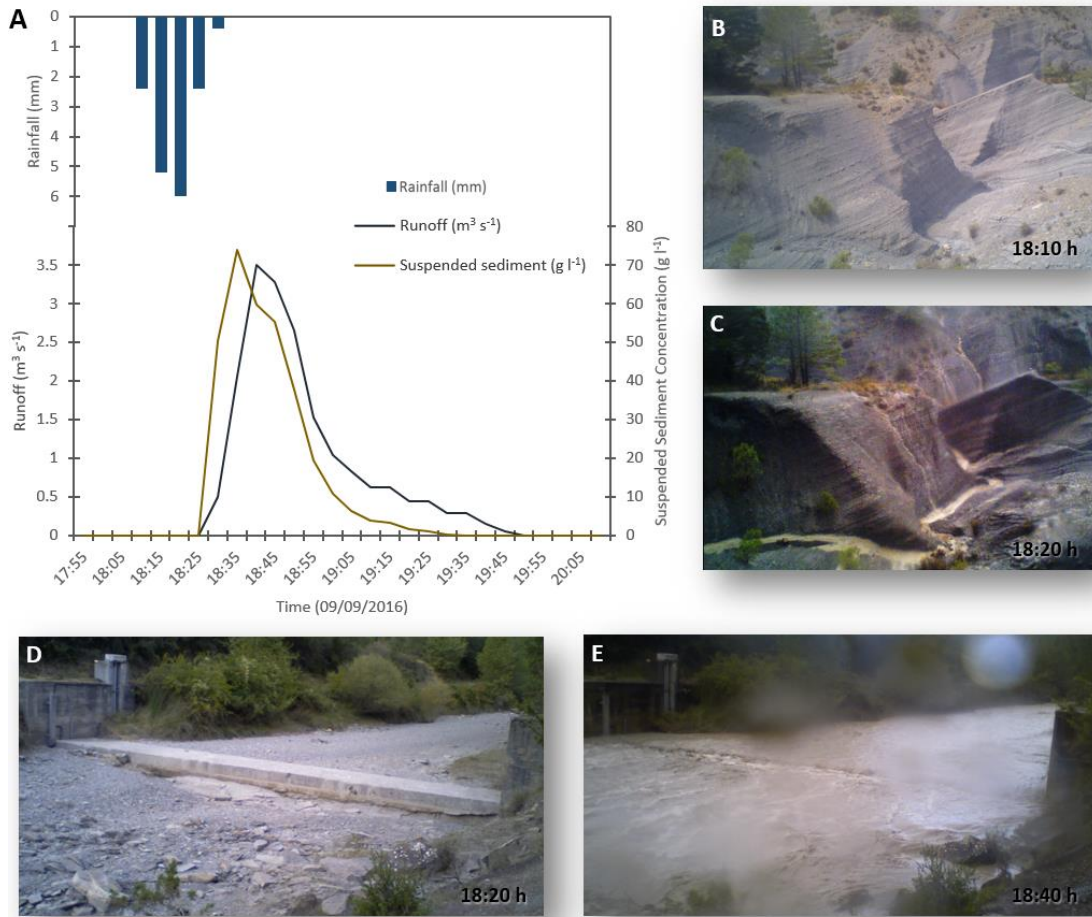 A
0
1
2
3
4
5
6
Rainfall (mm)
Rainfall (mm)
Runoff (m³ s⁻¹)
Suspended sediment (g l⁻¹)
3.5
3
2.5
2
1.5
1
0.5
0
Runoff (m³ s⁻¹)
80
70
60
50
40
30
20
10
0
Suspended Sediment Concentration (g l⁻¹)
17:55
18:05
18:15
18:25
18:35
18:45
18:55
19:05
19:15
19:25
19:35
19:45
19:55
20:05
Time (09/09/2016)
B
18:10 h
C
18:20 h
D
18:20 h
E
18:40 h